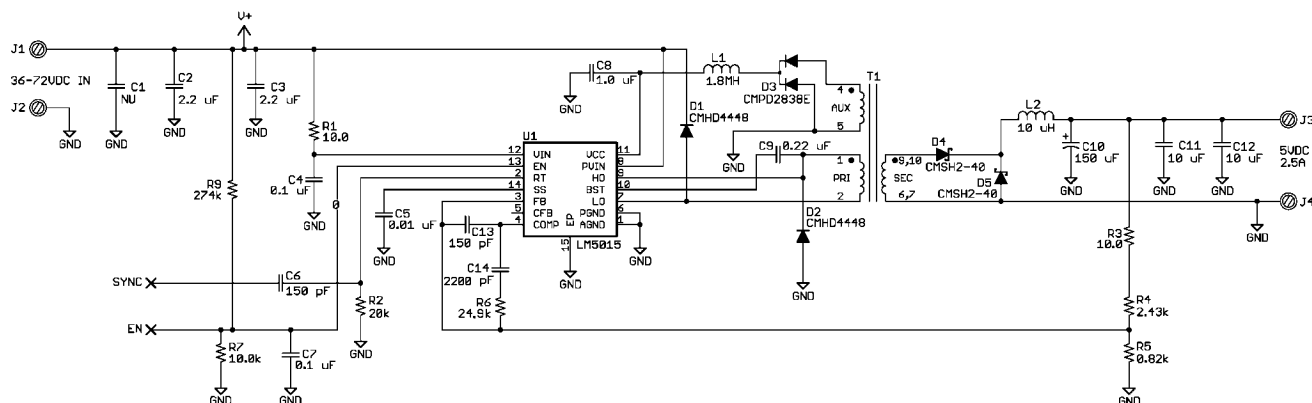 V+
J1
36-72VDC IN
J2
GND
C1
NU
GND
C2
2.2 uF
GND
C3
2.2 uF
GND
R1
10.0
C4
0.1 uF
GND
R9
274k
0
C5
0.01 uF
GND
C8
1.0 uF
GND
L1
1.8MH
D3
CMPD2838E
GND
D1
CMHD4448
T1
4
AUX
5
1
PRI
2
9,10
SEC
6,7
C9 0.22 uF
D2
CMHD4448
GND
U1
12 VIN
13 EN
2 RT
14 SS
3 FB
5 CFB
4 COMP
EP
15
VCC 11
PVIN 8
HO 9
BST 10
LO 7
PGND 6
AGND 1
LM5015
GND
GND
C13
150 pF
C14
2200 pF
R6
24.9k
D4
CMSH2-40
D5
CMSH2-40
L2
10 uH
+
C10
150 uF
GND
C11
10 uF
GND
C12
10 uF
GND
J3
5VDC
2.5A
J4
GND
R3
10.0
R4
2.43k
R5
0.82k
GND
SYNC
C6
150 pF
R2
20k
GND
EN
R7
10.0k
GND
C7
0.1 uF
GND